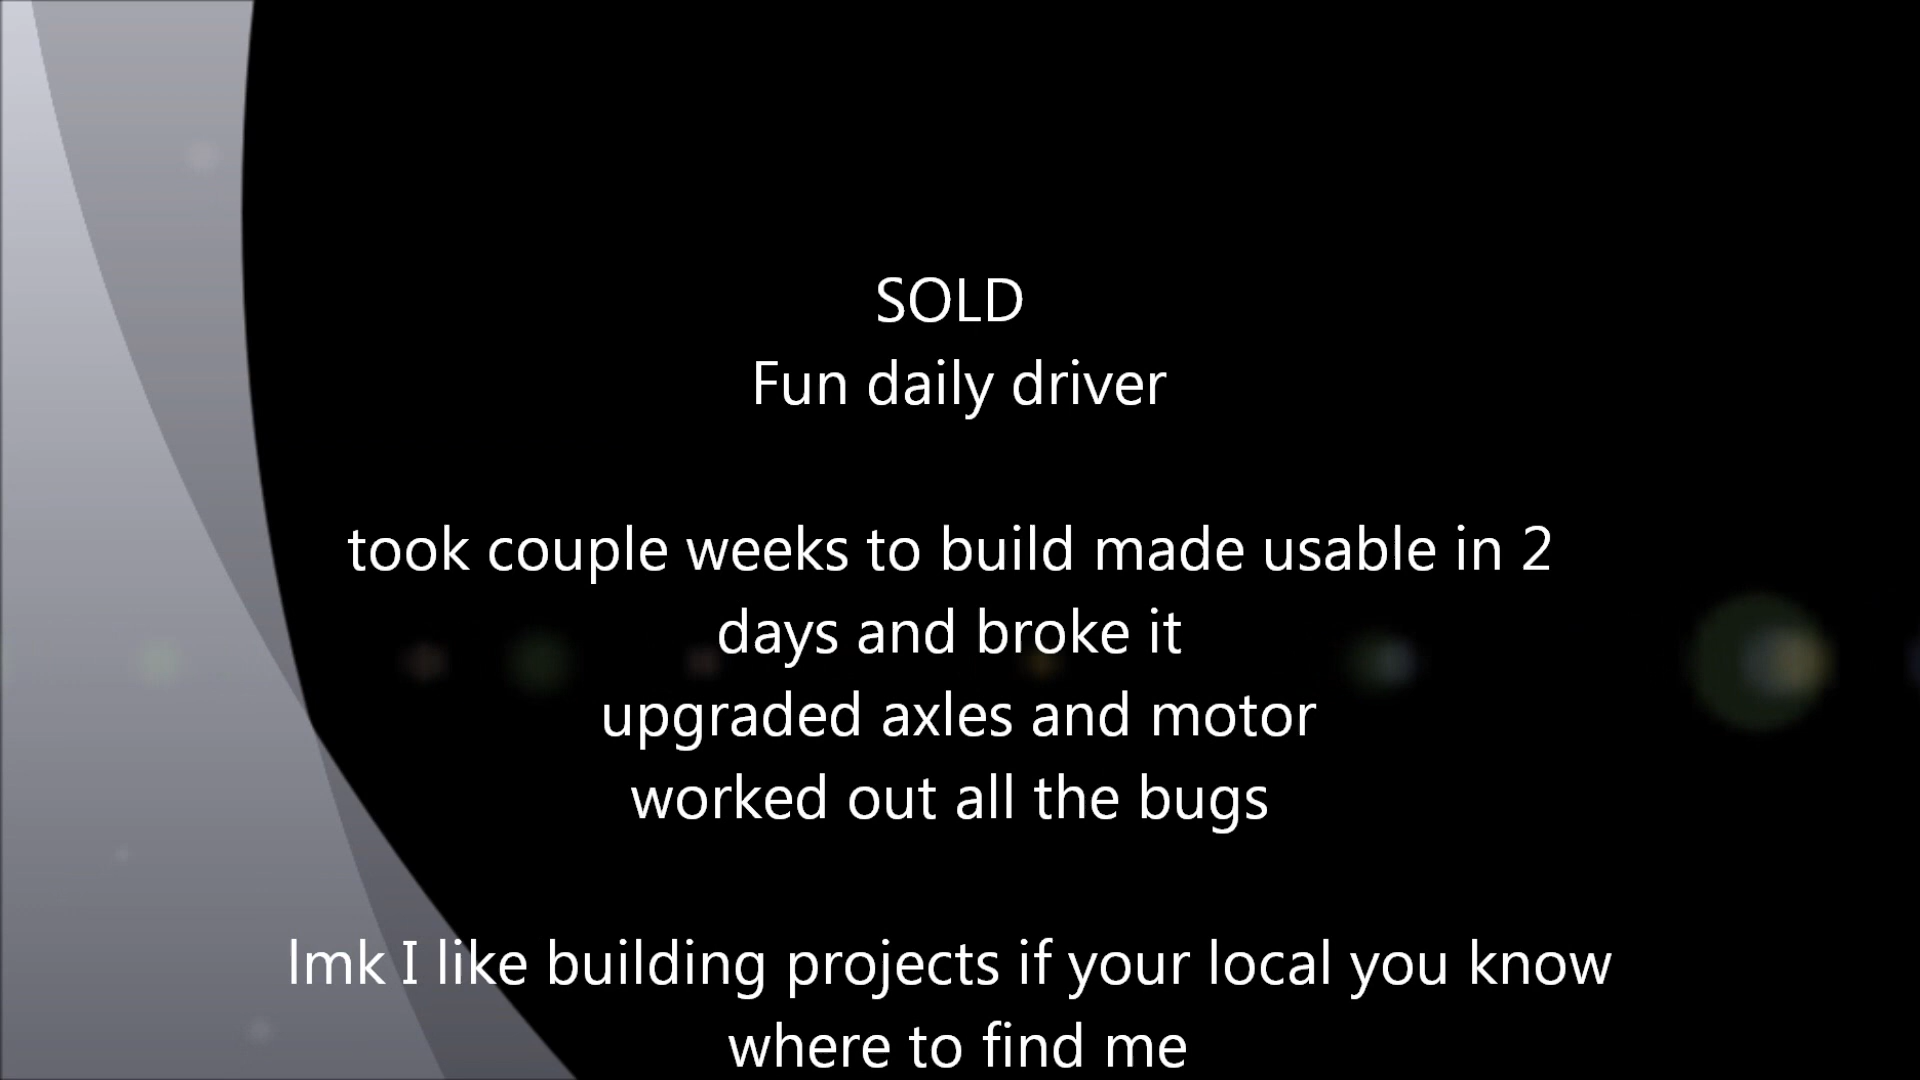 SOLD
Fun daily driver
took couple weeks to build made usable in 2
days and broke it
upgraded axles and motor
worked out all the bugs
lmk I like building projects if your local you know
where to find me